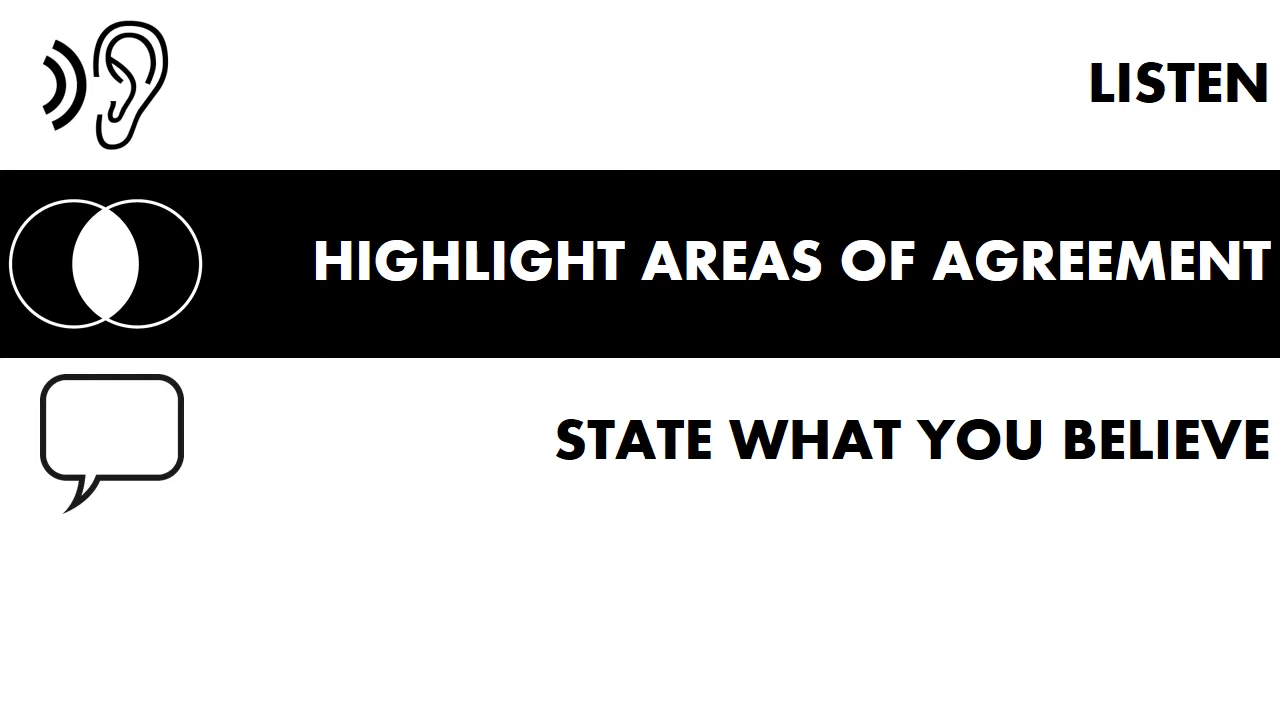 LISTEN
HIGHLIGHT AREAS OF AGREEMENT
STATE WHAT YOU BELIEVE